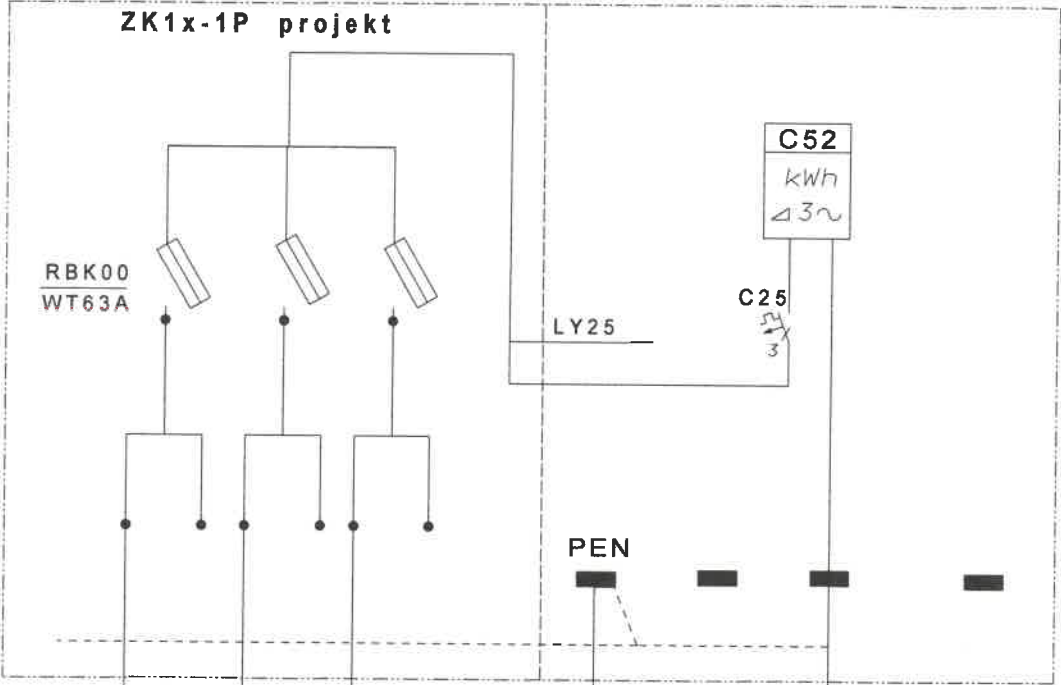 ZK1x-1P projekt
C52
kWh
⊿3~
RBK00
WT63A
C25
3
LY25
PEN